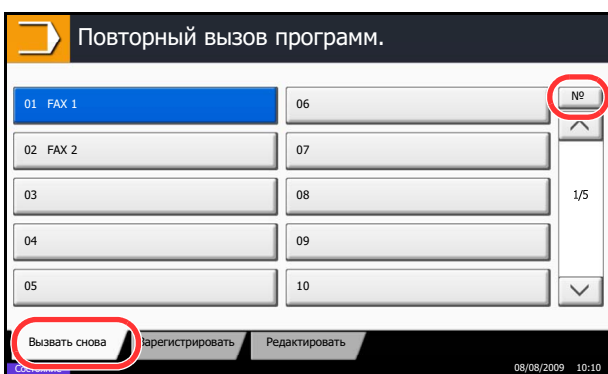 Повторный вызов программ.
01 FAX 1
06
№
02 FAX 2
07
03
08
1/5
04
09
05
10
Вызвать снова
Зарегистрировать
Редактировать
Состояние
08/08/2009 10:10